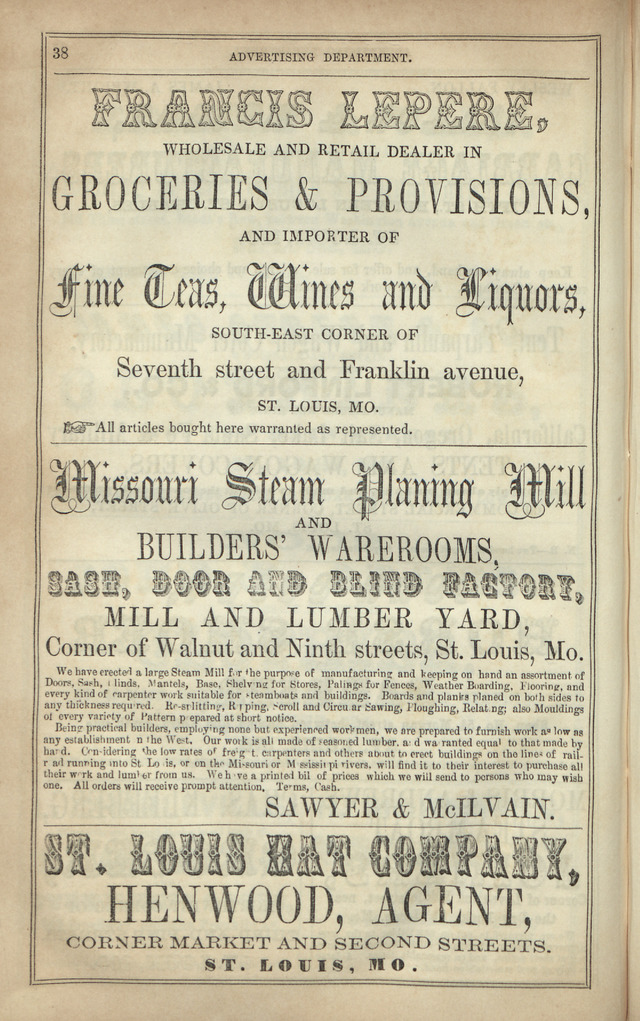 38
ADVERTISING DEPARTMENT.
FRANCIS LEPERE,
WHOLESALE AND RETAIL DEALER IN
GROCERIES & PROVISIONS,
AND IMPORTER OF
Fine Teas, Wines and Liquors,
SOUTH-EAST CORNER OF
Seventh street and Franklin avenue,
ST. LOUIS, MO.
☞All articles bought here warranted as represented.
Missouri Steam Planing Mill
AND
BUILDERS' WAREROOMS,
SASH, DOOR AND BLIND FACTORY,
MILL AND LUMBER YARD,
Corner of Walnut and Ninth streets, St. Louis, Mo.
We have erected a large Steam Mill for the purpose of manufacturing and keeping on hand an assortment of
Doors, Sash, Blinds, Mantels, Base, Shelving for Stores, Palings for Fences, Weather Boarding, Flooring, and
every kind of carpenter work suitable for steamboats and buildings. Boards and planks planed on both sides to
any thickness required. Re-splitting, Ripping, Scroll and Circular Sawing, Ploughing, Relating; also Mouldings
of every variety of Pattern prepared at short notice.
Being practical builders, employing none but experienced workmen, we are prepared to furnish work as low as
any establishment in the West. Our work is all made of seasoned lumber, and warranted equal to that made by
hand. Considering the low rates of freight, carpenters and others about to erect buildings on the lines of rail-
road running into St. Louis, or on the Missouri or Mississippi rivers, will find it to their interest to purchase all
their work and lumber from us. We have a printed bill of prices which we will send to persons who may wish
one. All orders will receive prompt attention. Terms, Cash.
SAWYER & McILVAIN.
ST. LOUIS HAT COMPANY,
HENWOOD, AGENT,
CORNER MARKET AND SECOND STREETS.
ST. LOUIS, MO.